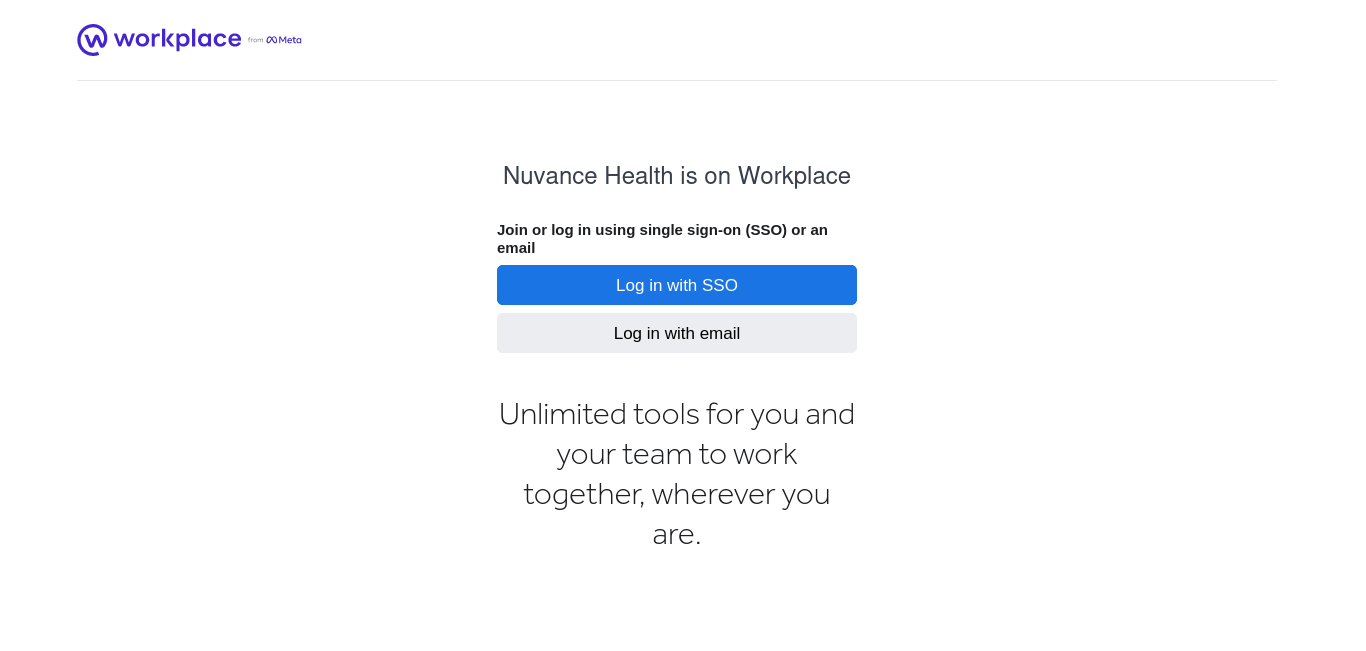 workplace from Meta
Nuvance Health is on Workplace
Join or log in using single sign-on (SSO) or an
email
Log in with SSO
Log in with email
Unlimited tools for you and
your team to work
together, wherever you
are.